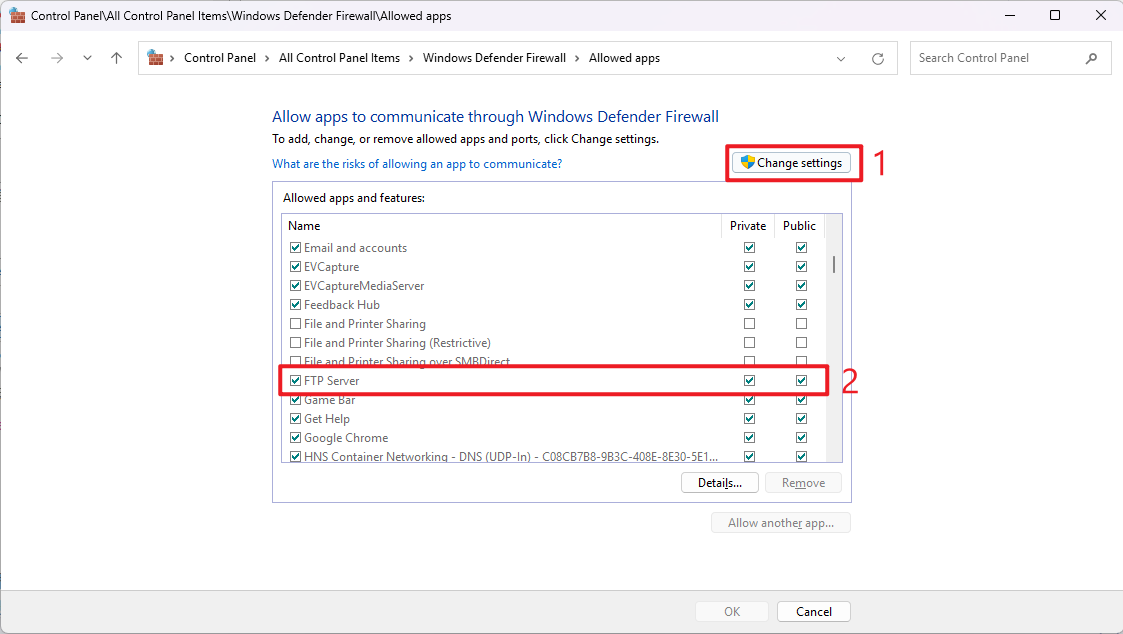 Control Panel\All Control Panel Items\Windows Defender Firewall\Allowed apps
Control Panel > All Control Panel Items > Windows Defender Firewall > Allowed apps
Search Control Panel
Allow apps to communicate through Windows Defender Firewall
To add, change, or remove allowed apps and ports, click Change settings.
What are the risks of allowing an app to communicate?
Change settings
1
Allowed apps and features:
Name Private Public
Email and accounts
EVCapture
EVCaptureMediaServer
Feedback Hub
File and Printer Sharing
File and Printer Sharing (Restrictive)
File and Printer Sharing over SMBDirect
FTP Server
2
Game Bar
Get Help
Google Chrome
HNS Container Networking - DNS (UDP-In) - C08CB7B8-9B3C-408E-8E30-5E1...
Details... Remove
Allow another app...
OK Cancel